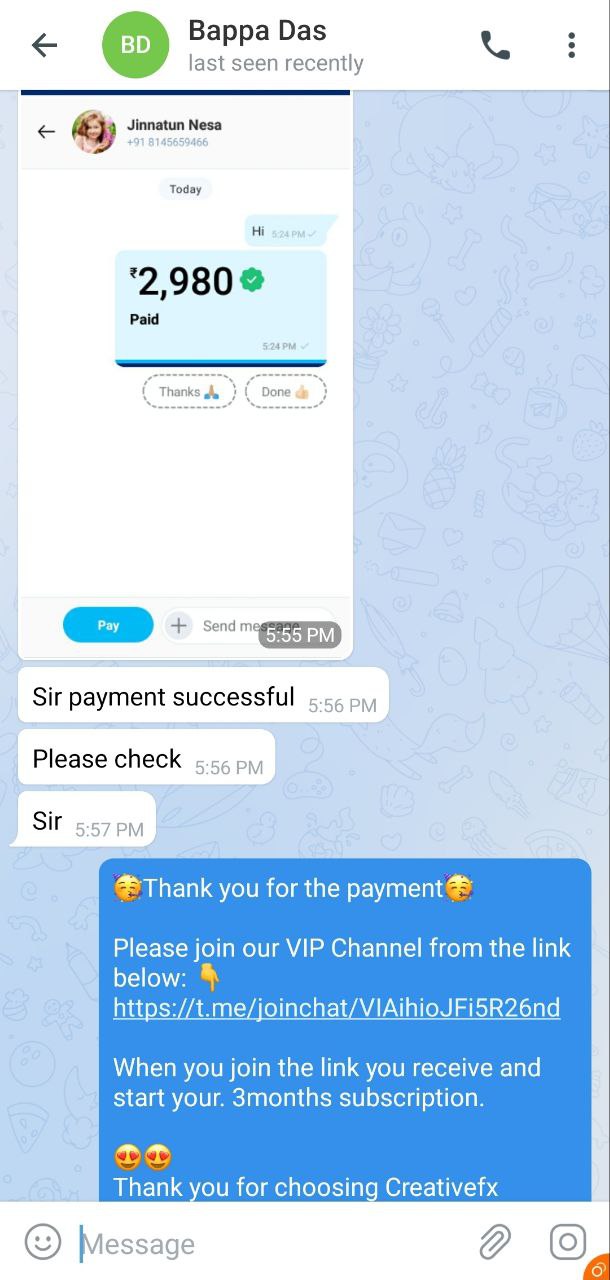 BD
Bappa Das
last seen recently
Jinnatun Nesa
+91 8145659466
Today
Hi 5:24 PM
₹2,980
Paid
5:24 PM
Thanks 🙏 Done 👍
Pay
Send message
5:55 PM
Sir payment successful 5:56 PM
Please check 5:56 PM
Sir 5:57 PM
🥳Thank you for the payment🥳
Please join our VIP Channel from the link
below: 👇
https://t.me/joinchat/VIAihioJFi5R26nd
When you join the link you receive and
start your. 3months subscription.
😍😍
Thank you for choosing Creativefx
Message